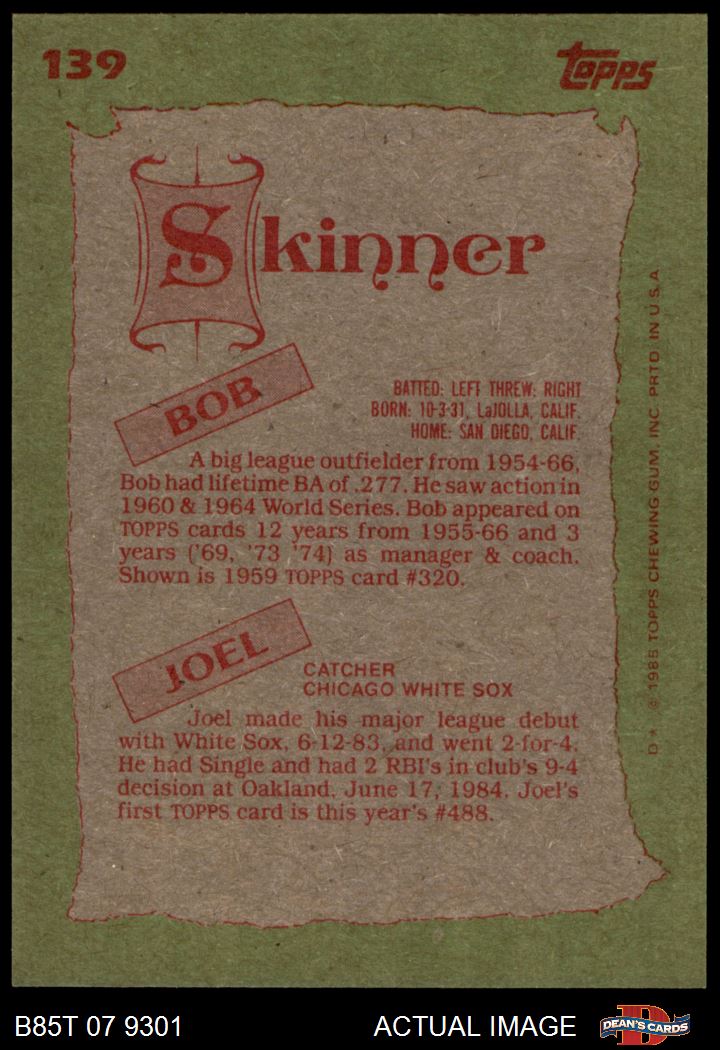 139
Topps
Skinner
BOB
BATTED: LEFT THREW: RIGHT
BORN: 10-3-31, LaJOLLA, CALIF.
HOME: SAN DIEGO, CALIF.
A big league outfielder from 1954-66,
Bob had lifetime BA of .277. He saw action in
1960 & 1964 World Series. Bob appeared on
TOPPS cards 12 years from 1955-66 and 3
years ('69, '73 '74) as manager & coach.
Shown is 1959 TOPPS card #320.
JOEL
CATCHER
CHICAGO WHITE SOX
Joel made his major league debut
with White Sox, 6-12-83, and went 2-for-4.
He had Single and had 2 RBI's in club's 9-4
decision at Oakland, June 17, 1984. Joel's
first TOPPS card is this year's #488.
D* © 1985 TOPPS CHEWING GUM, INC. PRTD. IN U.S.A.
B85T 07 9301
ACTUAL IMAGE
D
DEAN'S CARDS